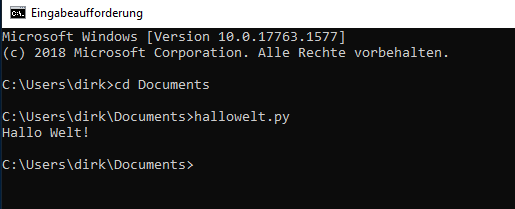 Eingabeaufforderung
Microsoft Windows [Version 10.0.17763.1577]
(c) 2018 Microsoft Corporation. Alle Rechte vorbehalten.
C:\Users\dirk>cd Documents
C:\Users\dirk\Documents>hallowelt.py
Hallo Welt!
C:\Users\dirk\Documents>